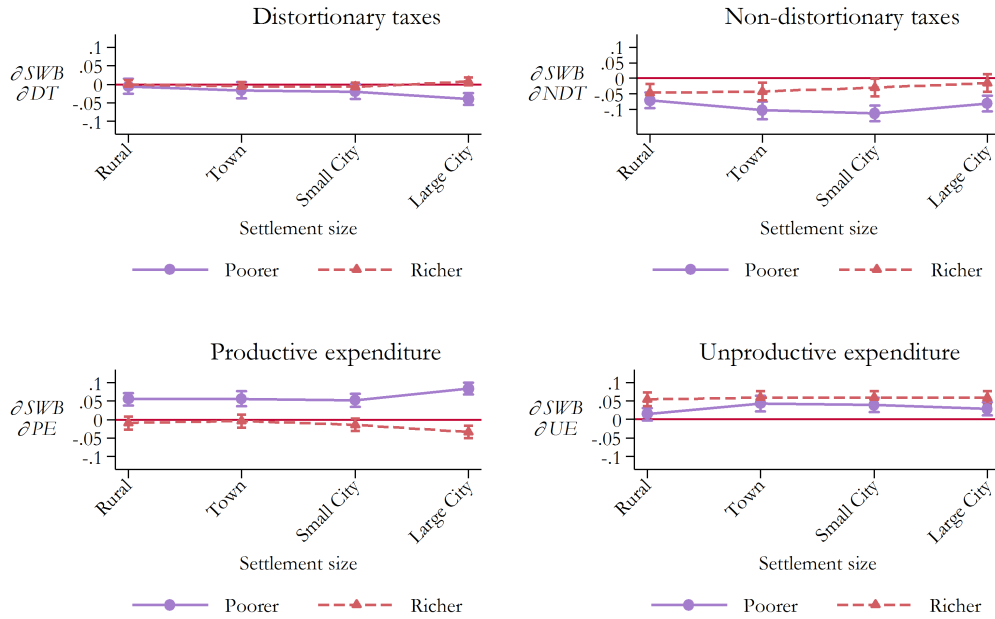 Distortionary taxes
∂SWB
∂DT
.1
.05
0
-.05
-.1
Rural
Town
Small City
Large City
Settlement size
Poorer
Richer
Non-distortionary taxes
∂SWB
∂NDT
.1
.05
0
-.05
-.1
Rural
Town
Small City
Large City
Settlement size
Poorer
Richer
Productive expenditure
∂SWB
∂PE
.1
.05
0
-.05
-.1
Rural
Town
Small City
Large City
Settlement size
Poorer
Richer
Unproductive expenditure
∂SWB
∂UE
.1
.05
0
-.05
-.1
Rural
Town
Small City
Large City
Settlement size
Poorer
Richer